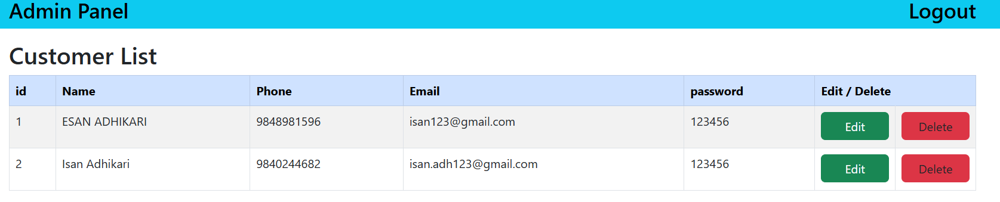 Admin Panel Logout
Customer List
id Name Phone Email password Edit / Delete
1 ESAN ADHIKARI 9848981596 isan123@gmail.com 123456 Edit Delete
2 Isan Adhikari 9840244682 isan.adh123@gmail.com 123456 Edit Delete